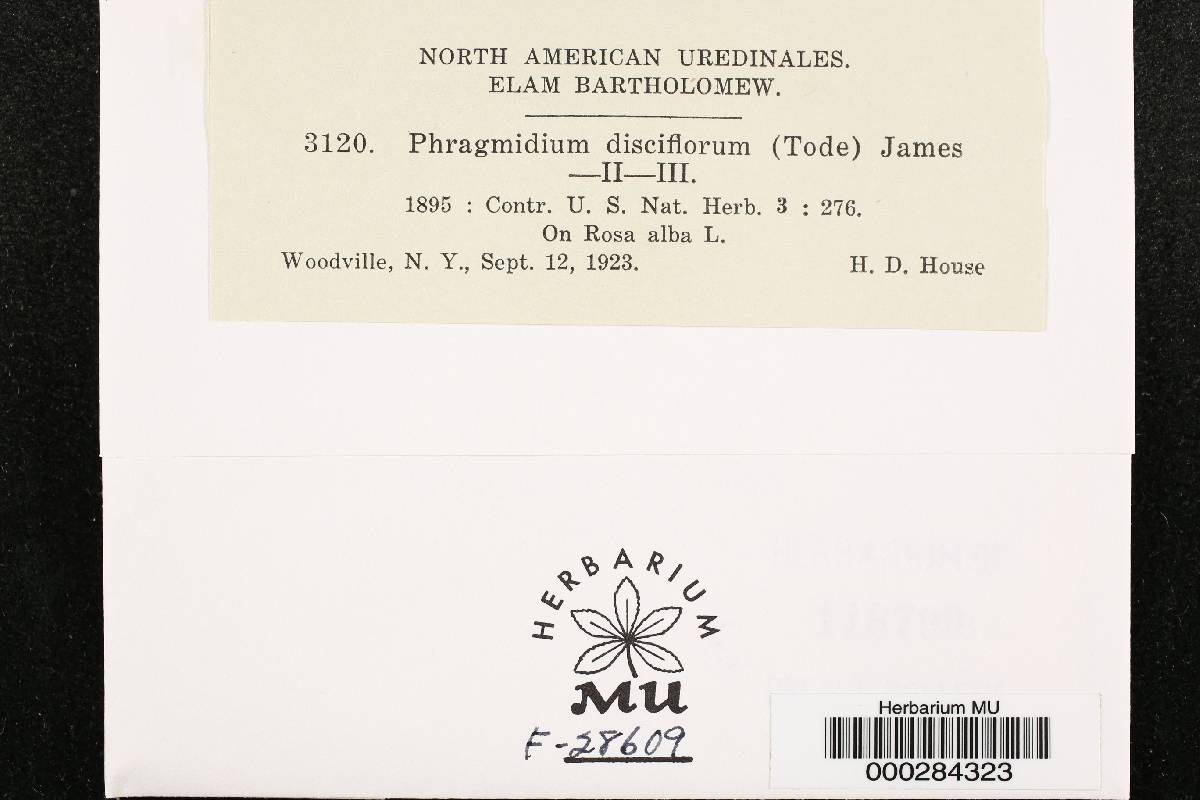 NORTH AMERICAN UREDINALES.
ELAM BARTHOLOMEW.
3120. Phragmidium disciflorum (Tode) James
—II—III.
1895 : Contr. U. S. Nat. Herb. 3 : 276.
On Rosa alba L.
Woodville, N. Y., Sept. 12, 1923. H. D. House
HERBARIUM
MU
F-28609
Herbarium MU
000284323